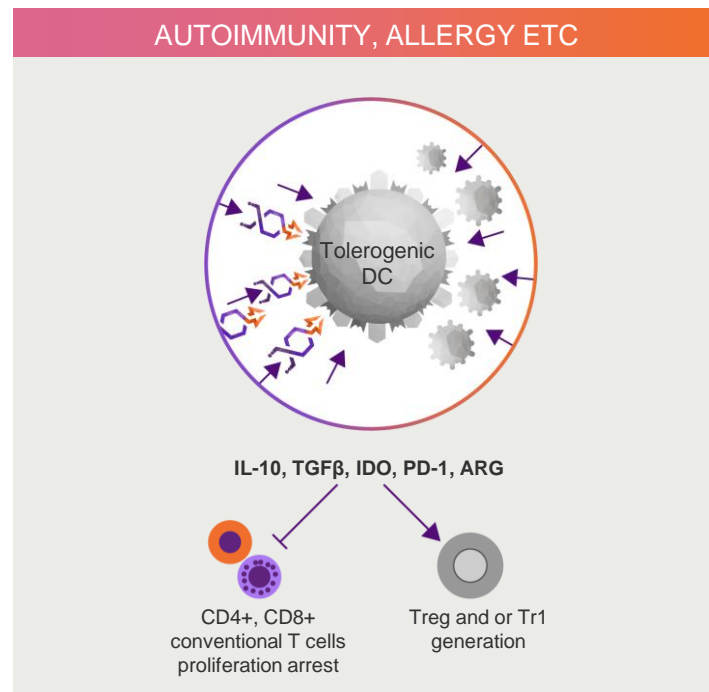 AUTOIMMUNITY, ALLERGY ETC
Tolerogenic
DC
IL-10, TGFβ, IDO, PD-1, ARG
CD4+, CD8+
conventional T cells
proliferation arrest
Treg and or Tr1
generation